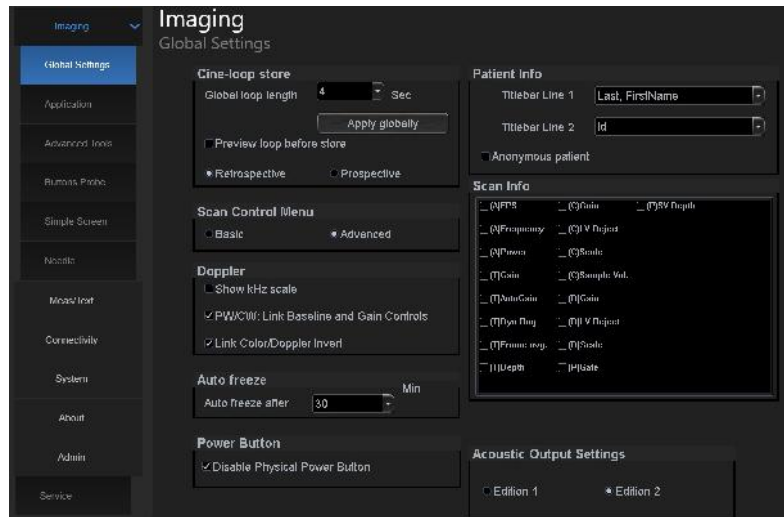 Imaging
Global Settings
Application
Advanced Tools
Buttons Probe
Simple Screen
Needle
Meas/Text
Connectivity
System
About
Admin
Service
Imaging
Global Settings
Cine-loop store
Global loop length 4 Sec
Apply globally
Preview loop before store
Retrospective Prospective
Scan Control Menu
Basic Advanced
Doppler
Show kHz scale
PW/CW: Link Baseline and Gain Controls
Link Color/Doppler Invert
Auto freeze
Min
Auto freeze after 30
Power Button
Disable Physical Power Button
Patient Info
Titlebar Line 1 Last, FirstName
Titlebar Line 2 Id
Anonymous patient
Scan Info
(A)FPS (C)Gain (P)SV Depth
(A)Frequency (C)LV Reject
(A)Power (C)Scale
(T)Gain (C)Sample Vol.
(T)AutoGain (D)Gain
(T)Dyn Rng (D)LV Reject
(T)Frame avg. (D)Scale
(T)Depth (P)Gate
Acoustic Output Settings
Edition 1 Edition 2